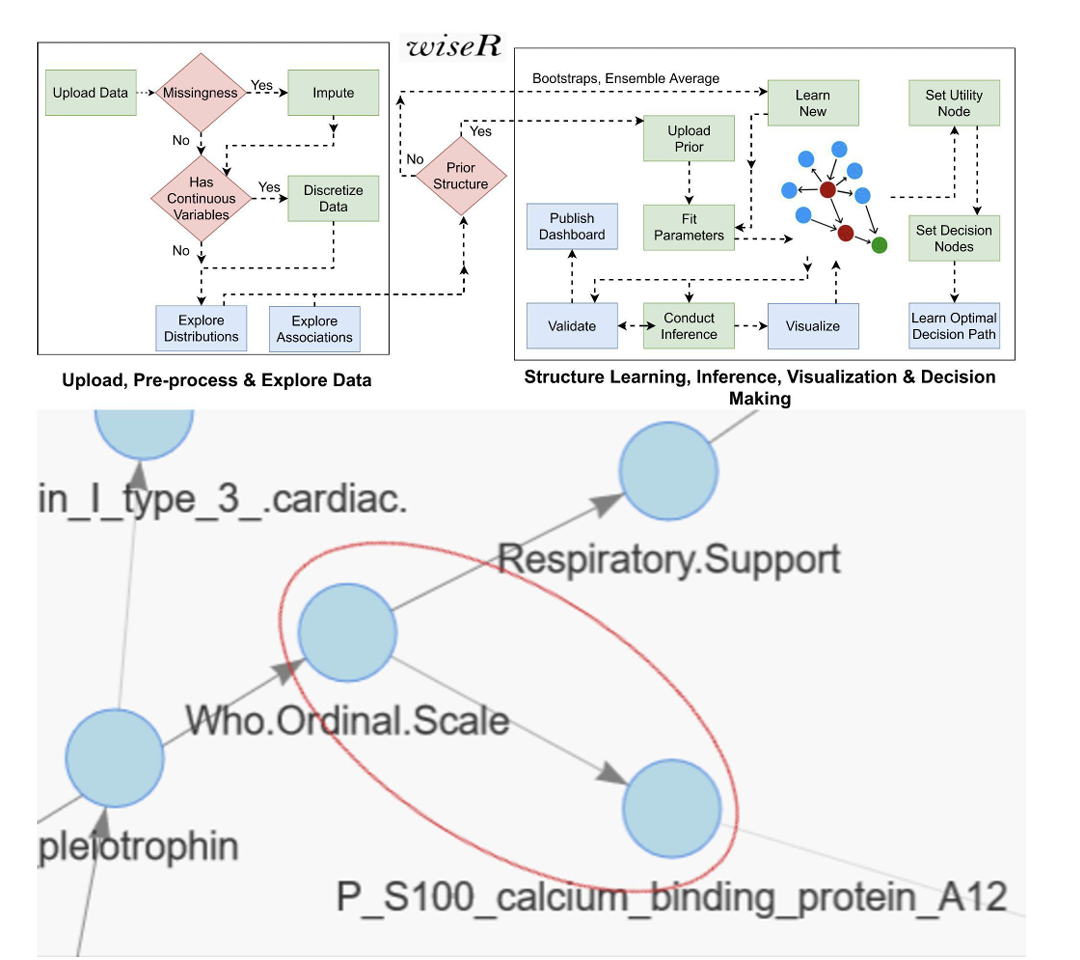 wiseR
Upload Data
Missingness
Yes
Impute
No
Has
Continuous
Variables
Yes
Discretize
Data
No
Explore
Distributions
Explore
Associations
Upload, Pre-process & Explore Data
No
Yes
Prior
Structure
Bootstraps, Ensemble Average
Learn
New
Set Utility
Node
Upload
Prior
Publish
Dashboard
Fit
Parameters
Set Decision
Nodes
Validate
Conduct
Inference
Visualize
Learn Optimal
Decision Path
Structure Learning, Inference, Visualization & Decision
Making
in_I_type_3_.cardiac.
Respiratory.Support
Who.Ordinal.Scale
pleiotrophin
P_S100_calcium_binding_protein_A12